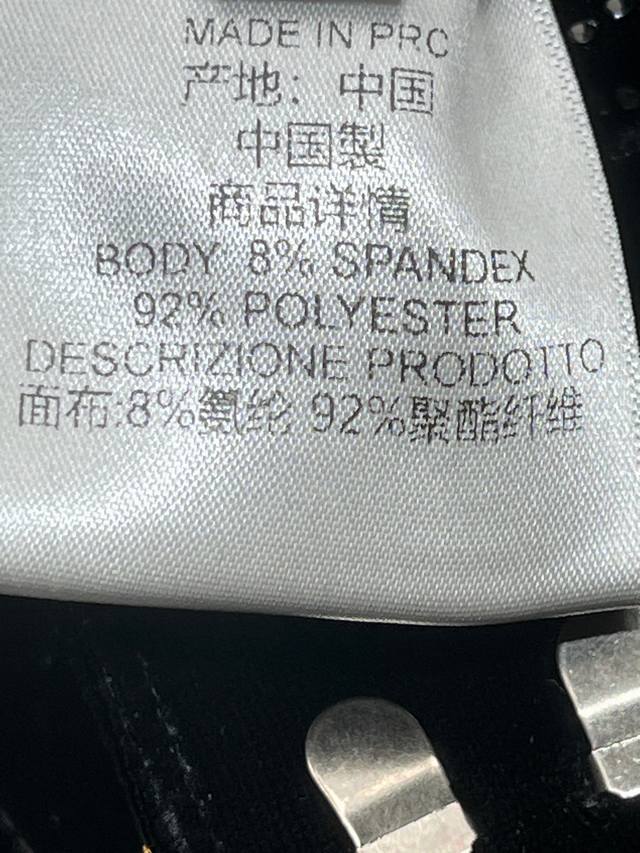 MADE IN PRC
产地：中国
中国製
商品详情
BODY 8% SPANDEX
92% POLYESTER
DESCRIZIONE PRODOTTO
面布:8%氨纶 92%聚酯纤维